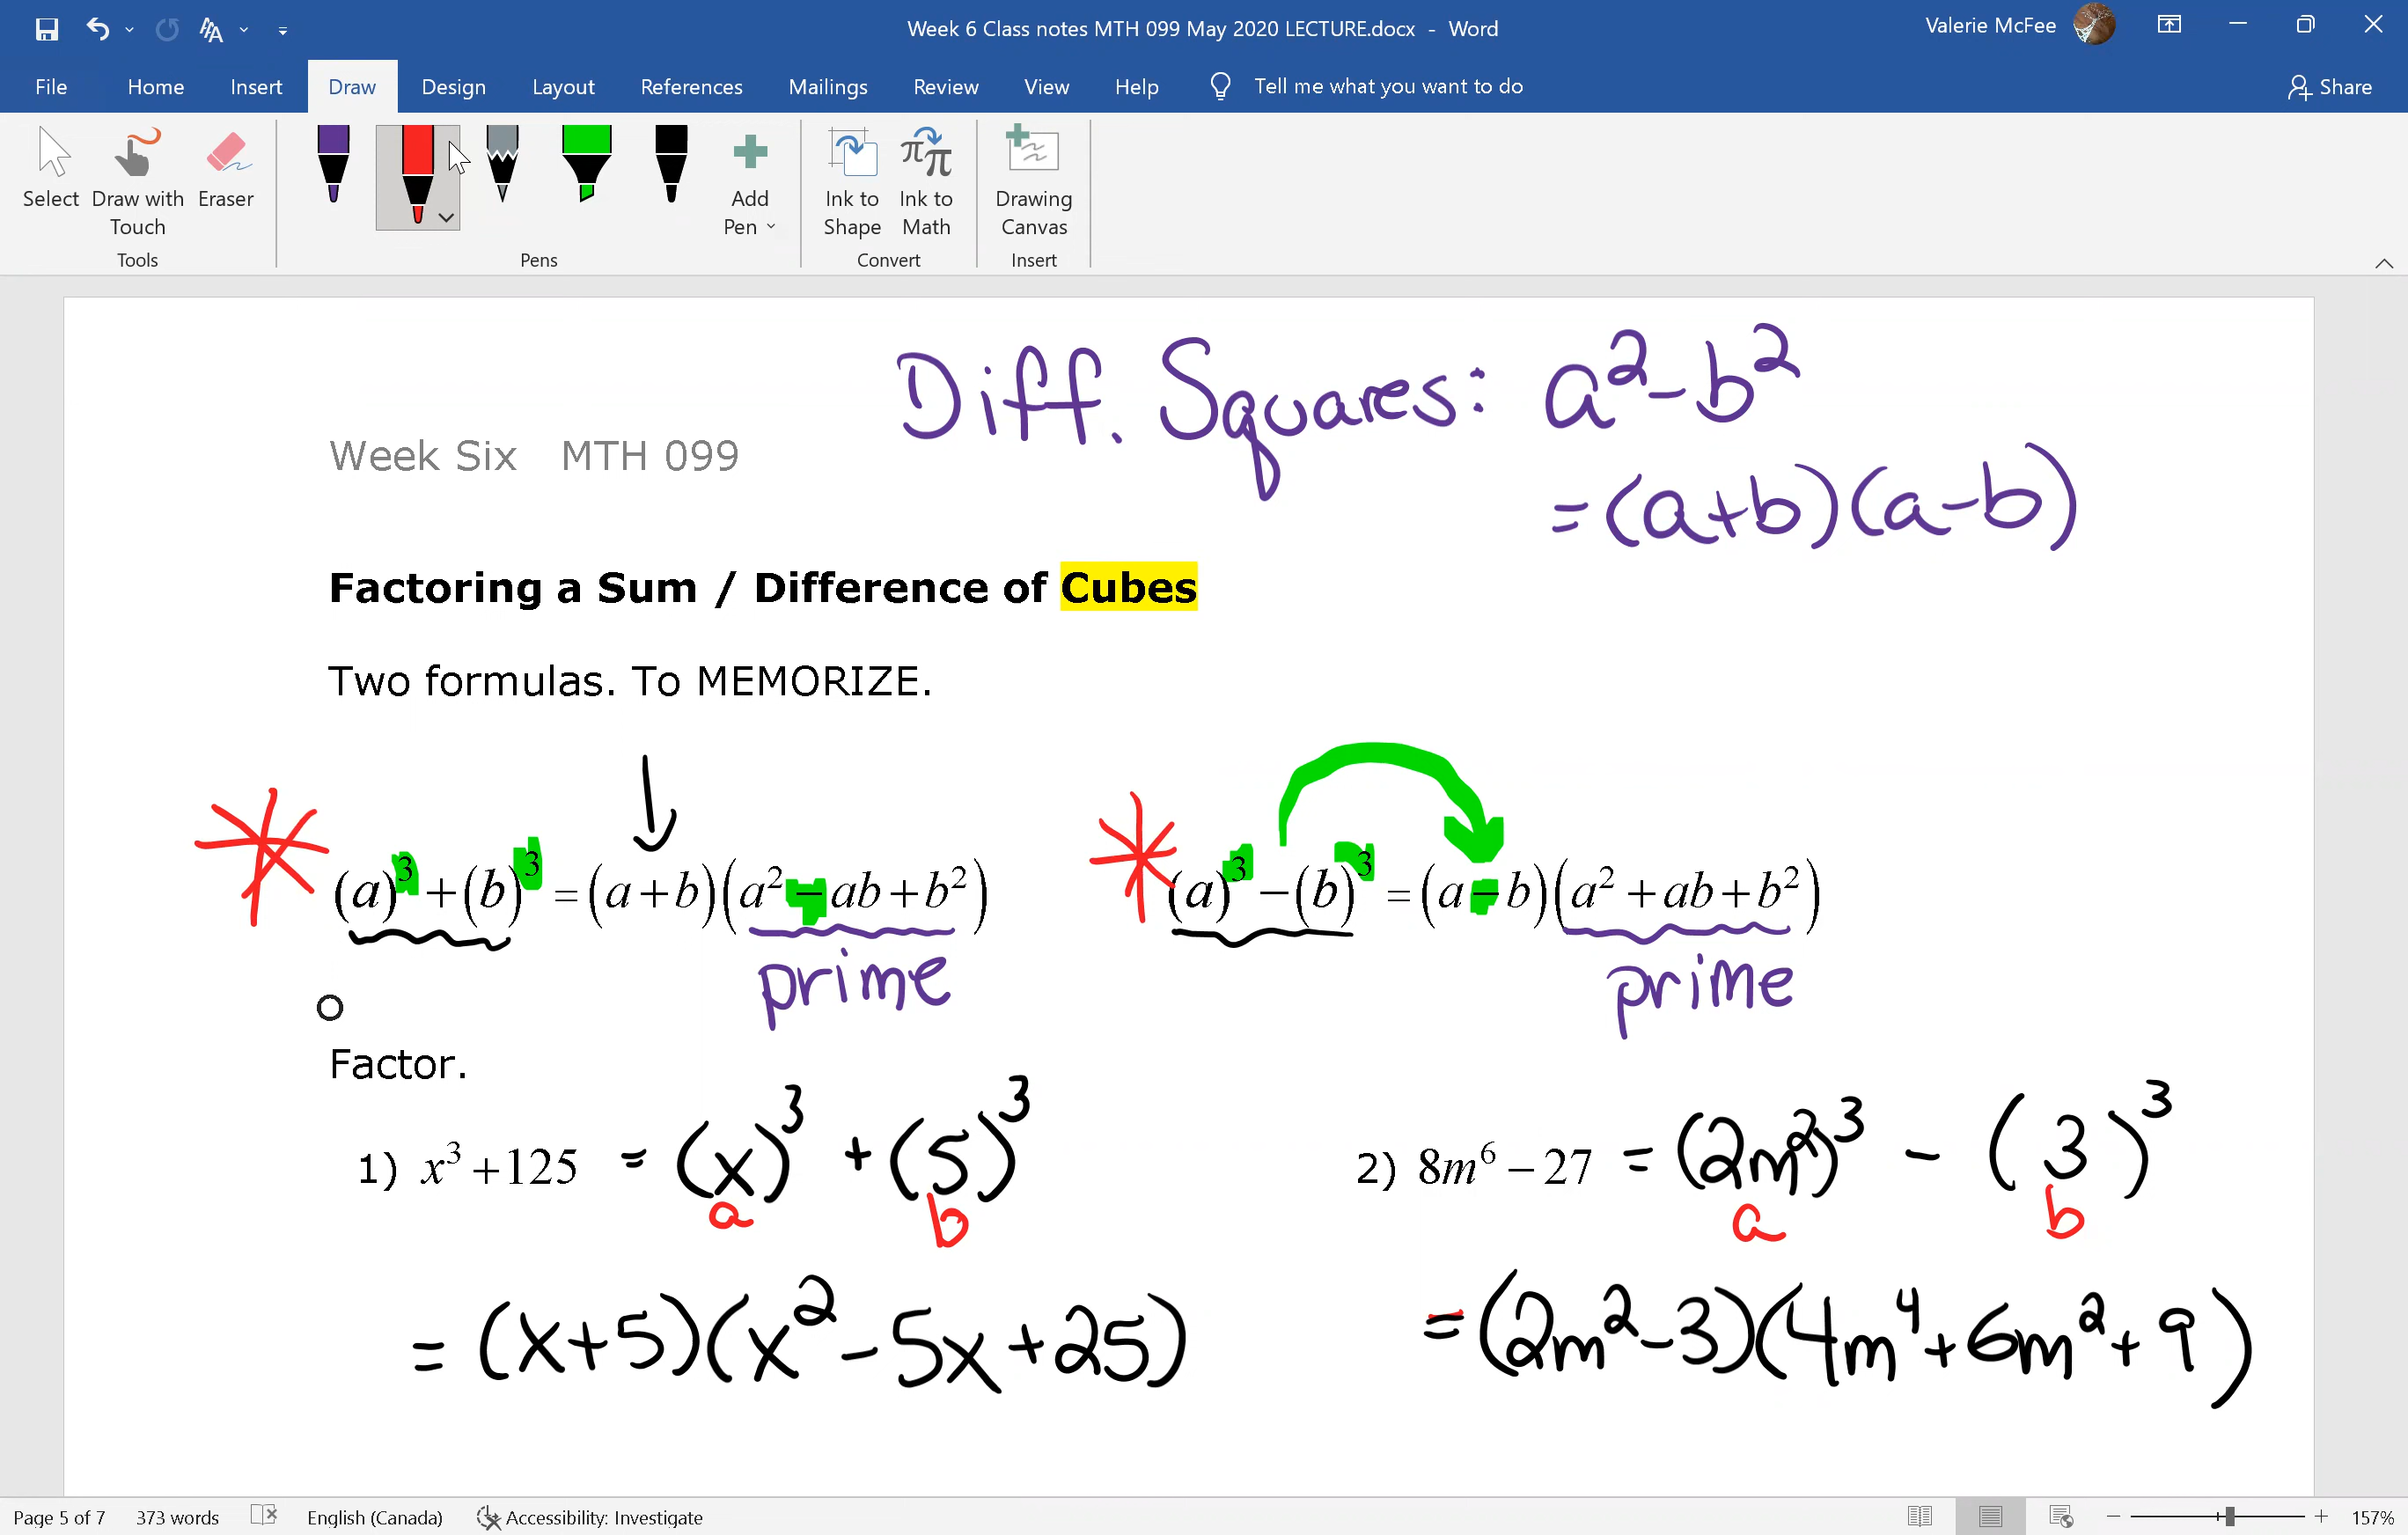 Week 6 Class notes MTH 099 May 2020 LECTURE.docx - Word
Valerie McFee
File Home Insert Draw Design Layout References Mailings Review View Help Tell me what you want to do Share
Select
Draw with Touch
Eraser
Add Pen
Ink to Shape
Ink to Math
Drawing Canvas
Tools Pens Convert Insert
Diff. Squares: a²-b²
Week Six MTH 099
=(a+b)(a-b)
Factoring a Sum / Difference of Cubes
Two formulas. To MEMORIZE.
(a)³+(b)³=(a+b)(a²-ab+b²)
prime
(a)³-(b)³=(a-b)(a²+ab+b²)
prime
Factor.
1) x³+125 = (x)³ + (5)³
a b
= (x+5)(x²-5x+25)
2) 8m⁶-27 = (2m²)³ - (3)³
a b
=(2m²-3)(4m⁴+6m²+9)
Page 5 of 7 373 words English (Canada) Accessibility: Investigate 157%